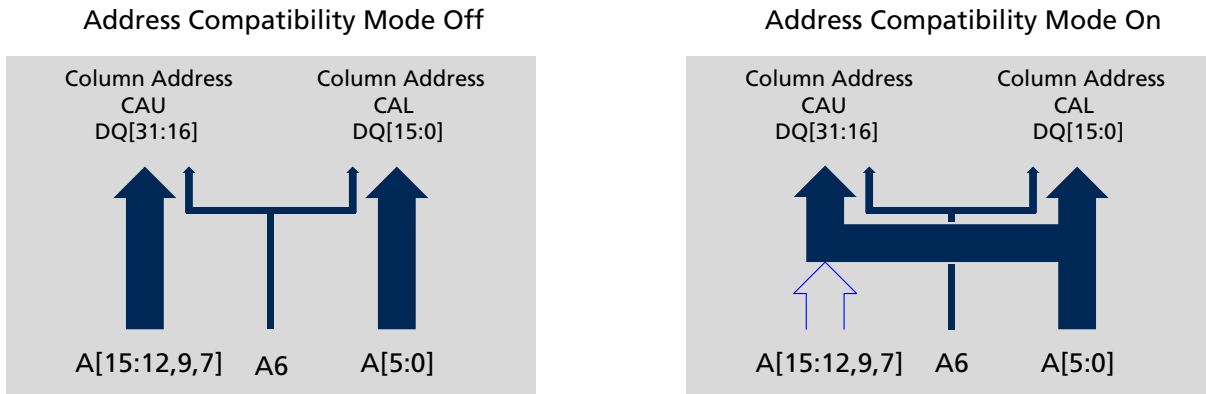 Address Compatibility Mode Off
Column Address
CAU
DQ[31:16]
Column Address
CAL
DQ[15:0]
A[15:12,9,7]
A6
A[5:0]
Address Compatibility Mode On
Column Address
CAU
DQ[31:16]
Column Address
CAL
DQ[15:0]
A[15:12,9,7]
A6
A[5:0]